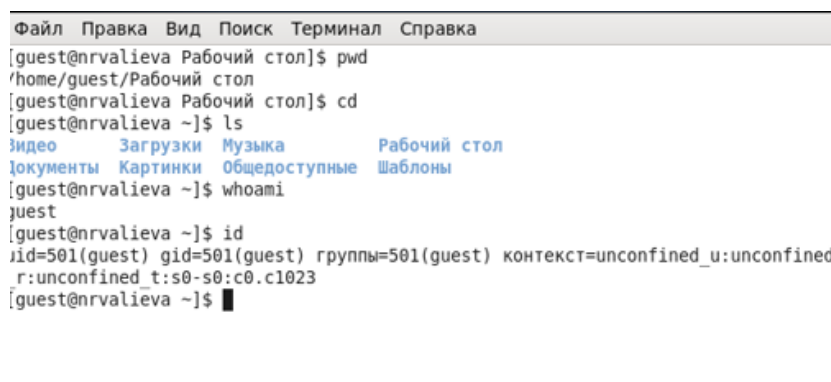 Файл Правка Вид Поиск Терминал Справка
[guest@nrvalieva Рабочий стол]$ pwd
/home/guest/Рабочий стол
[guest@nrvalieva Рабочий стол]$ cd
[guest@nrvalieva ~]$ ls
Видео Загрузки Музыка Рабочий стол
Документы Картинки Общедоступные Шаблоны
[guest@nrvalieva ~]$ whoami
guest
[guest@nrvalieva ~]$ id
uid=501(guest) gid=501(guest) группы=501(guest) контекст=unconfined_u:unconfined
_r:unconfined_t:s0-s0:c0.c1023
[guest@nrvalieva ~]$